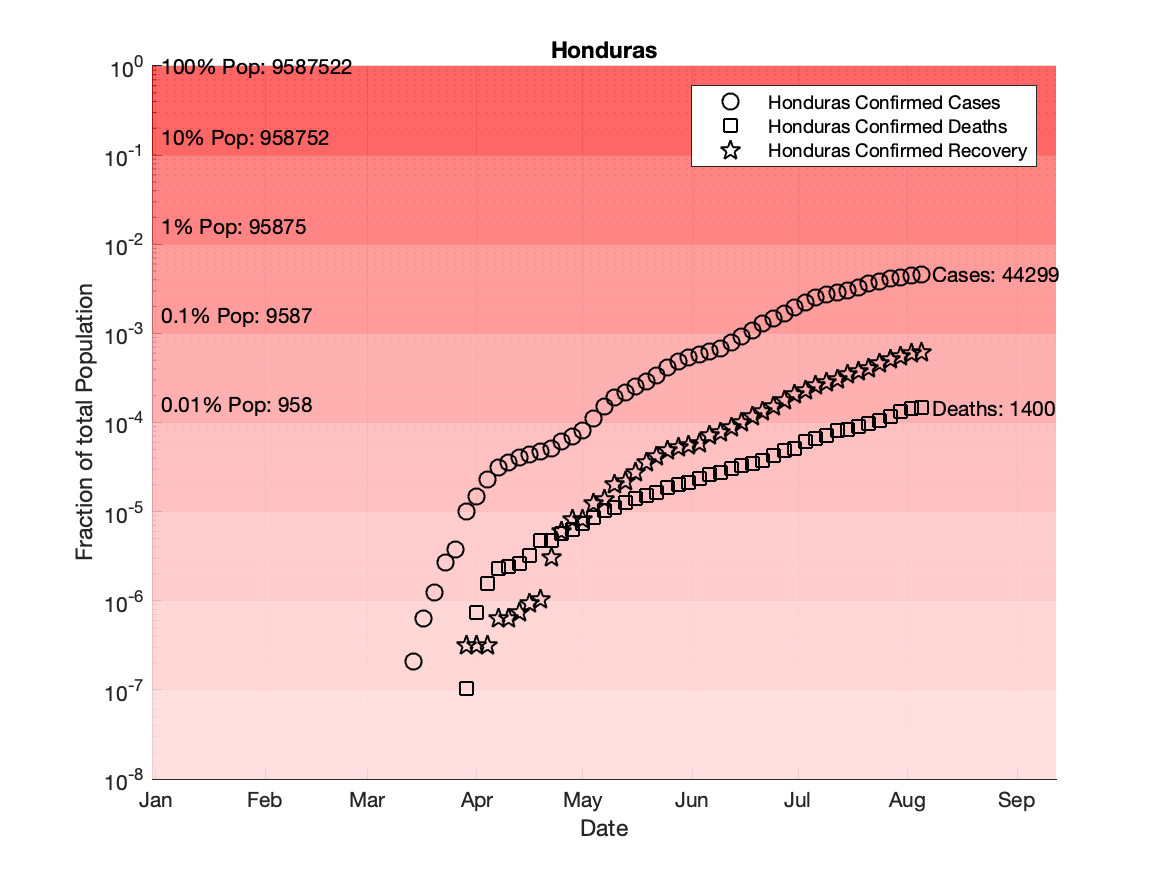 Honduras
10^0
100% Pop: 9587522
Honduras Confirmed Cases
Honduras Confirmed Deaths
Honduras Confirmed Recovery
10% Pop: 958752
10^-1
1% Pop: 95875
10^-2
Cases: 44299
0.1% Pop: 9587
10^-3
0.01% Pop: 958
Deaths: 1400
10^-4
10^-5
10^-6
10^-7
10^-8
Fraction of total Population
Jan Feb Mar Apr May Jun Jul Aug Sep
Date